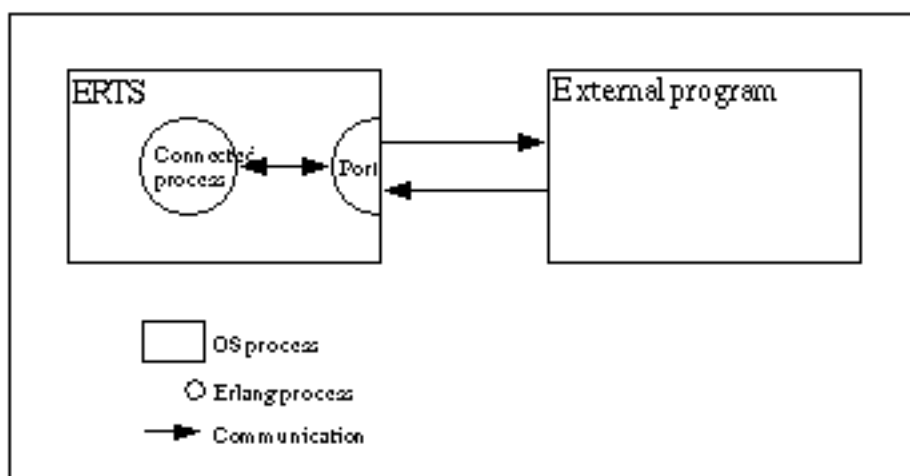 ERTS
External program
Connected
process
Port
OS process
Erlang process
Communication